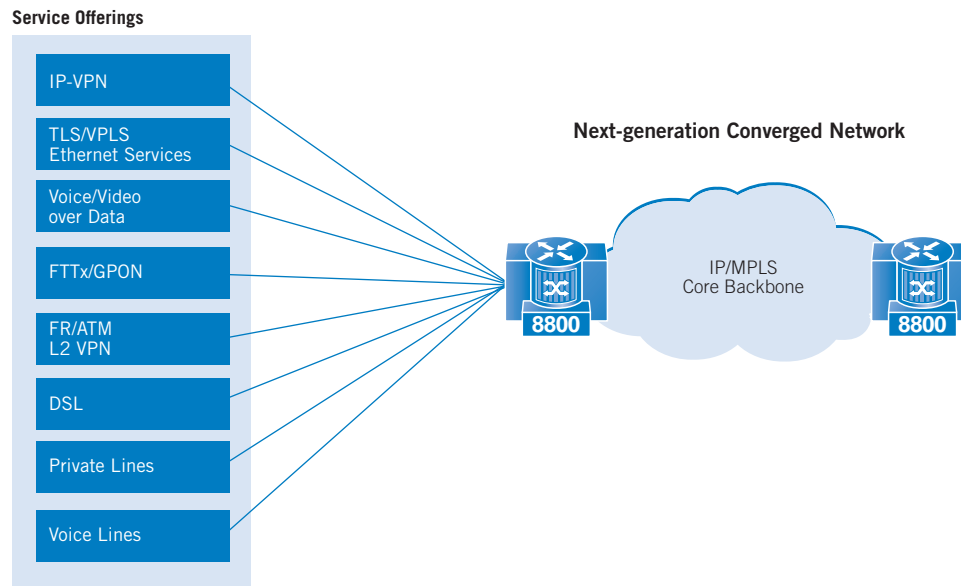 Service Offerings
IP-VPN
TLS/VPLS
Ethernet Services
Voice/Video
over Data
FTTx/GPON
FR/ATM
L2 VPN
DSL
Private Lines
Voice Lines
Next-generation Converged Network
IP/MPLS
Core Backbone
8800
8800